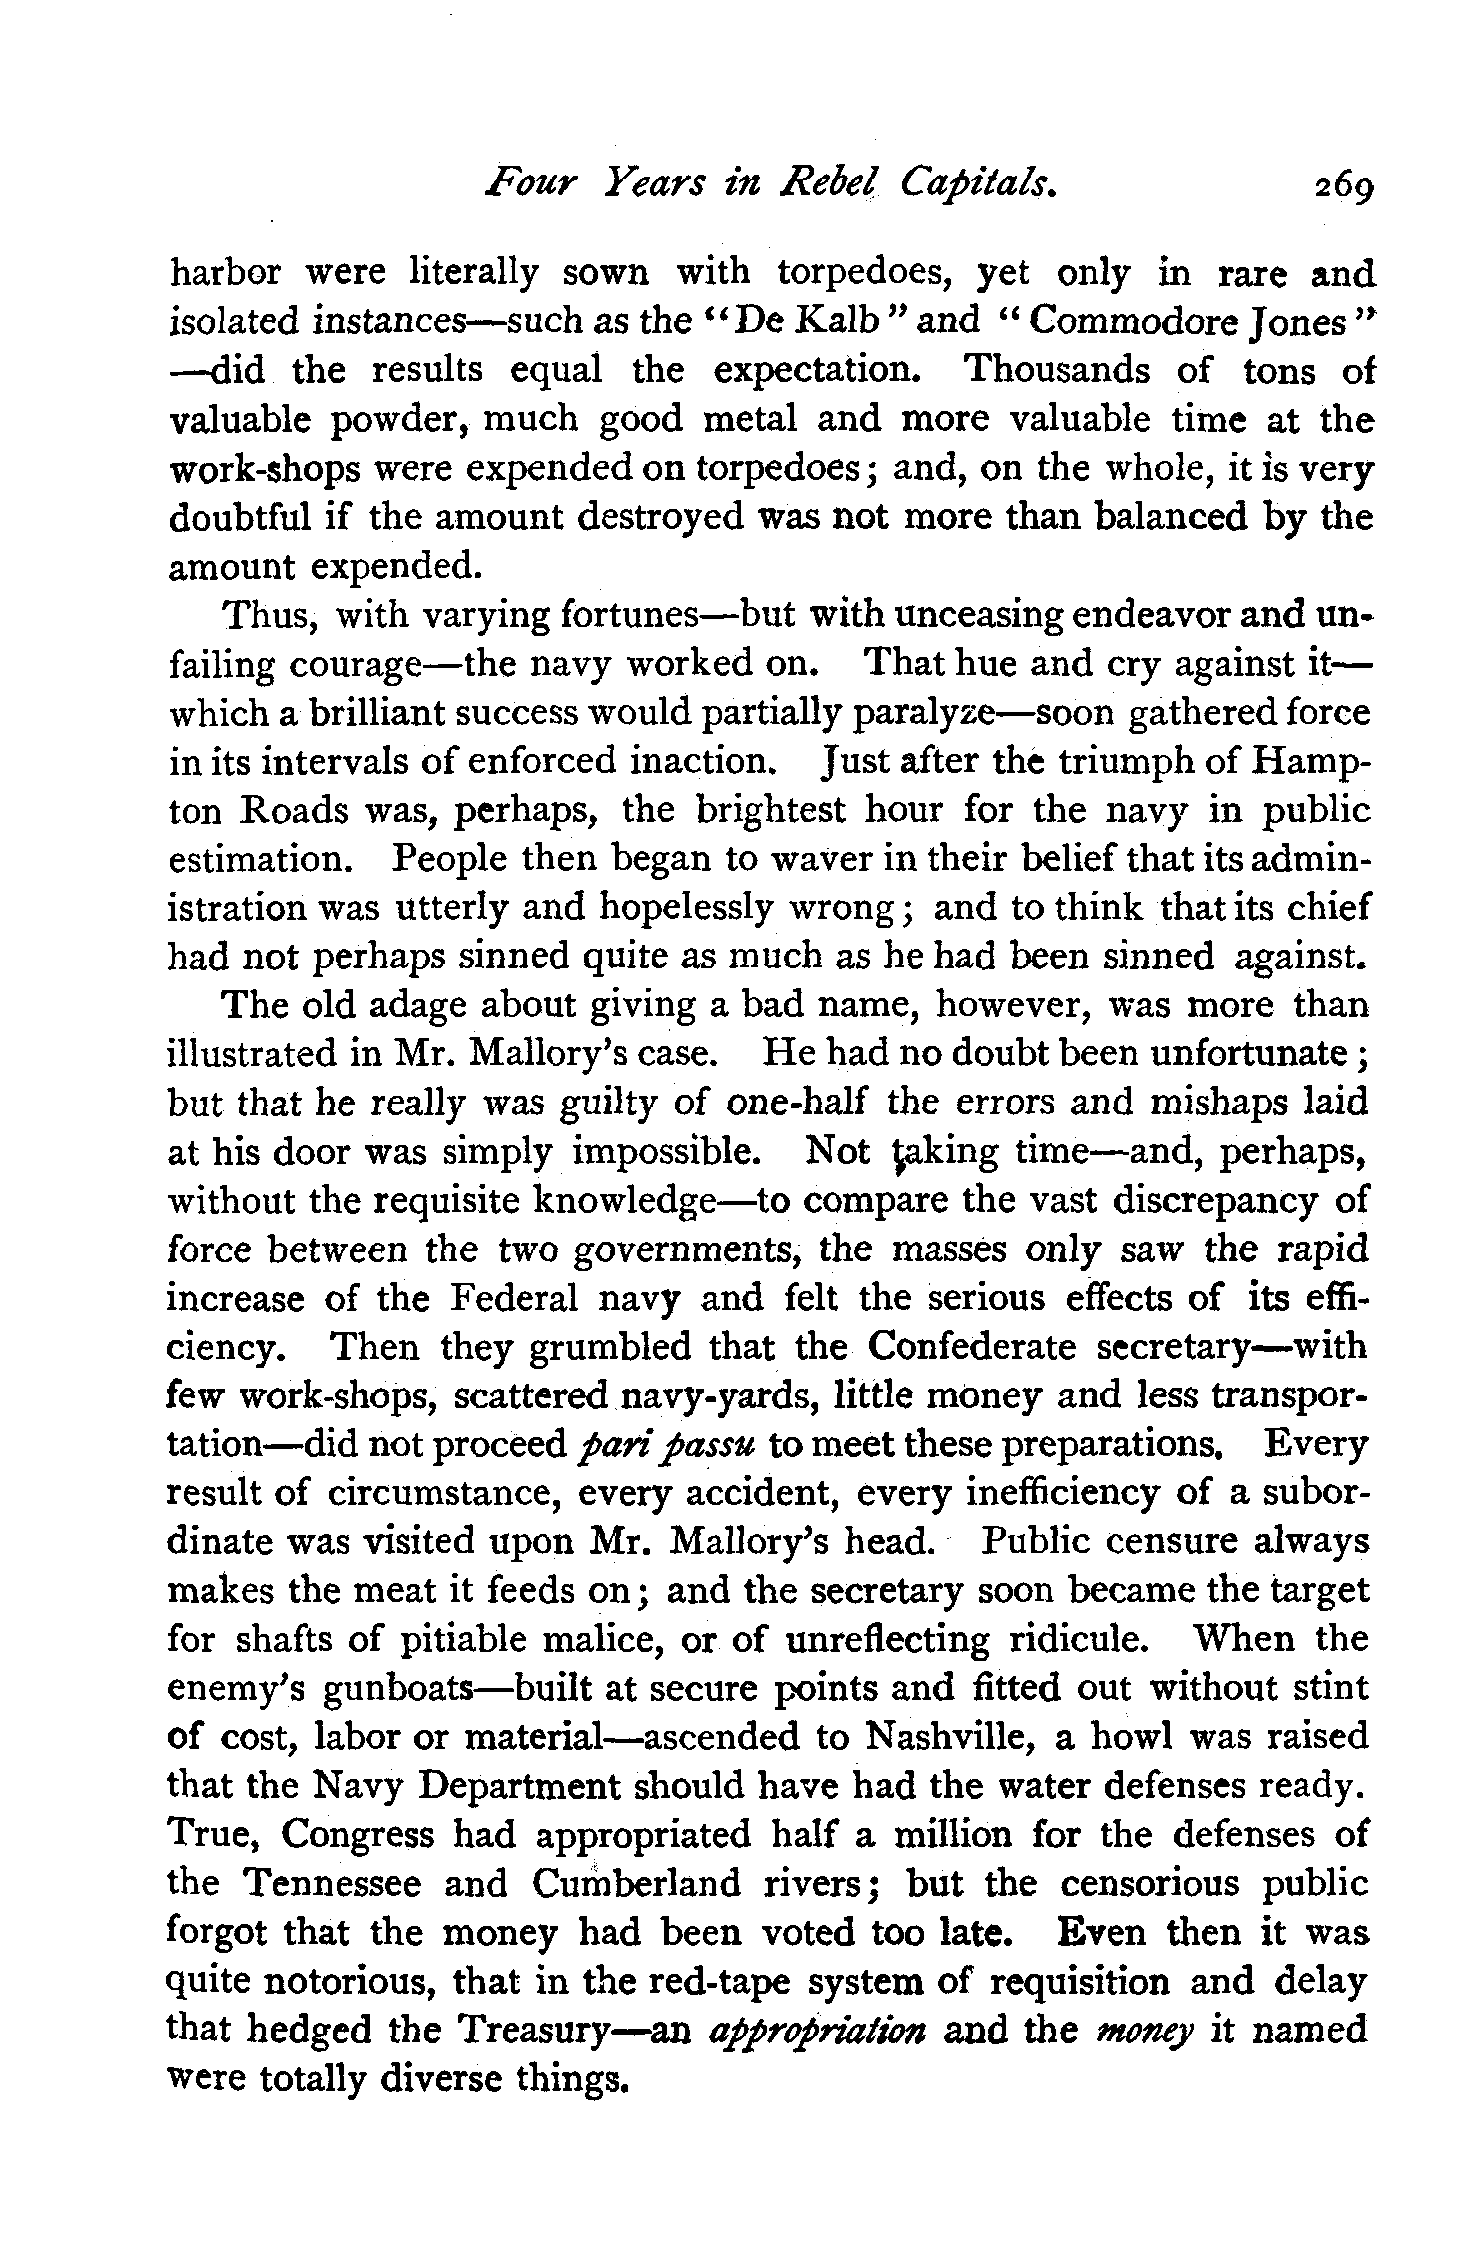 Four Years in Rebel Capitals. 269
harbor were literally sown with torpedoes, yet only in rare and
isolated instances—such as the "De Kalb" and "Commodore Jones"
—did the results equal the expectation. Thousands of tons of
valuable powder, much good metal and more valuable time at the
work-shops were expended on torpedoes; and, on the whole, it is very
doubtful if the amount destroyed was not more than balanced by the
amount expended.
Thus, with varying fortunes—but with unceasing endeavor and un-
failing courage—the navy worked on. That hue and cry against it—
which a brilliant success would partially paralyze—soon gathered force
in its intervals of enforced inaction. Just after the triumph of Hamp-
ton Roads was, perhaps, the brightest hour for the navy in public
estimation. People then began to waver in their belief that its admin-
istration was utterly and hopelessly wrong; and to think that its chief
had not perhaps sinned quite as much as he had been sinned against.
The old adage about giving a bad name, however, was more than
illustrated in Mr. Mallory's case. He had no doubt been unfortunate;
but that he really was guilty of one-half the errors and mishaps laid
at his door was simply impossible. Not taking time—and, perhaps,
without the requisite knowledge—to compare the vast discrepancy of
force between the two governments, the masses only saw the rapid
increase of the Federal navy and felt the serious effects of its effi-
ciency. Then they grumbled that the Confederate secretary—with
few work-shops, scattered navy-yards, little money and less transpor-
tation—did not proceed pari passu to meet these preparations. Every
result of circumstance, every accident, every inefficiency of a subor-
dinate was visited upon Mr. Mallory's head. Public censure always
makes the meat it feeds on; and the secretary soon became the target
for shafts of pitiable malice, or of unreflecting ridicule. When the
enemy's gunboats—built at secure points and fitted out without stint
of cost, labor or material—ascended to Nashville, a howl was raised
that the Navy Department should have had the water defenses ready.
True, Congress had appropriated half a million for the defenses of
the Tennessee and Cumberland rivers; but the censorious public
forgot that the money had been voted too late. Even then it was
quite notorious, that in the red-tape system of requisition and delay
that hedged the Treasury—an appropriation and the money it named
were totally diverse things.